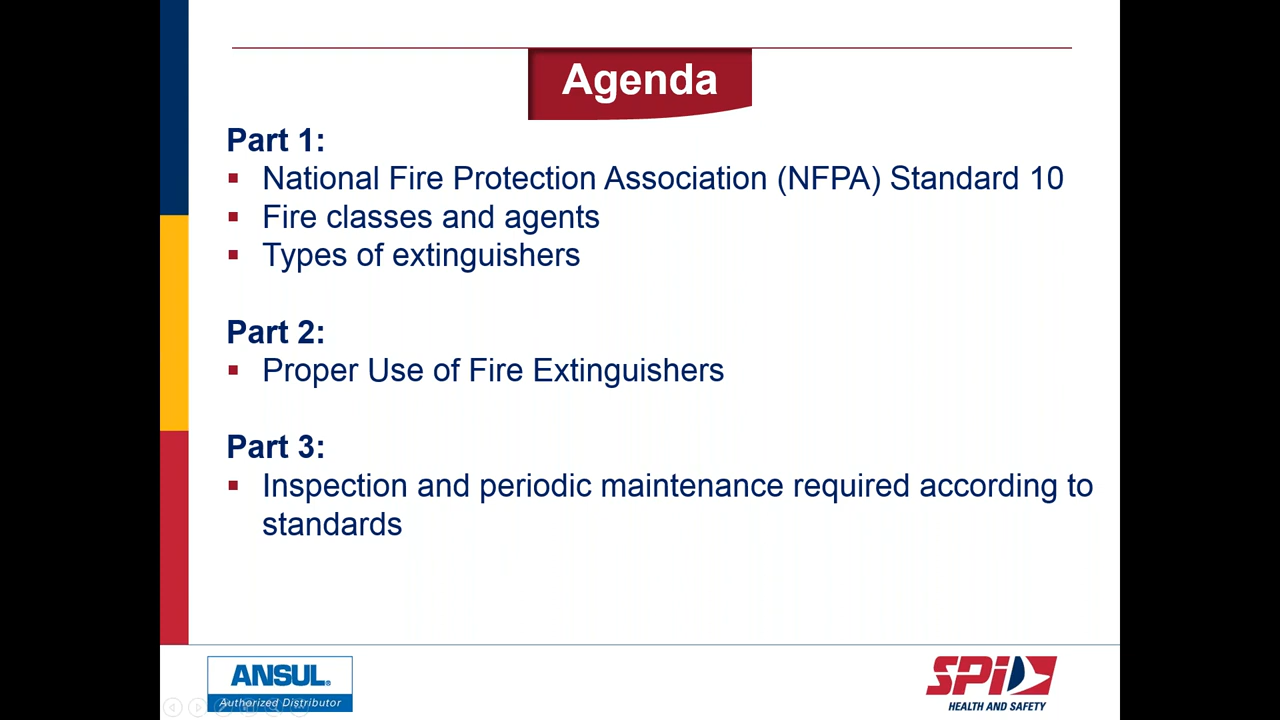 Agenda
Part 1:
▪ National Fire Protection Association (NFPA) Standard 10
▪ Fire classes and agents
▪ Types of extinguishers
Part 2:
▪ Proper Use of Fire Extinguishers
Part 3:
▪ Inspection and periodic maintenance required according to
standards
ANSUL®
Authorized Distributor
SPi
HEALTH AND SAFETY